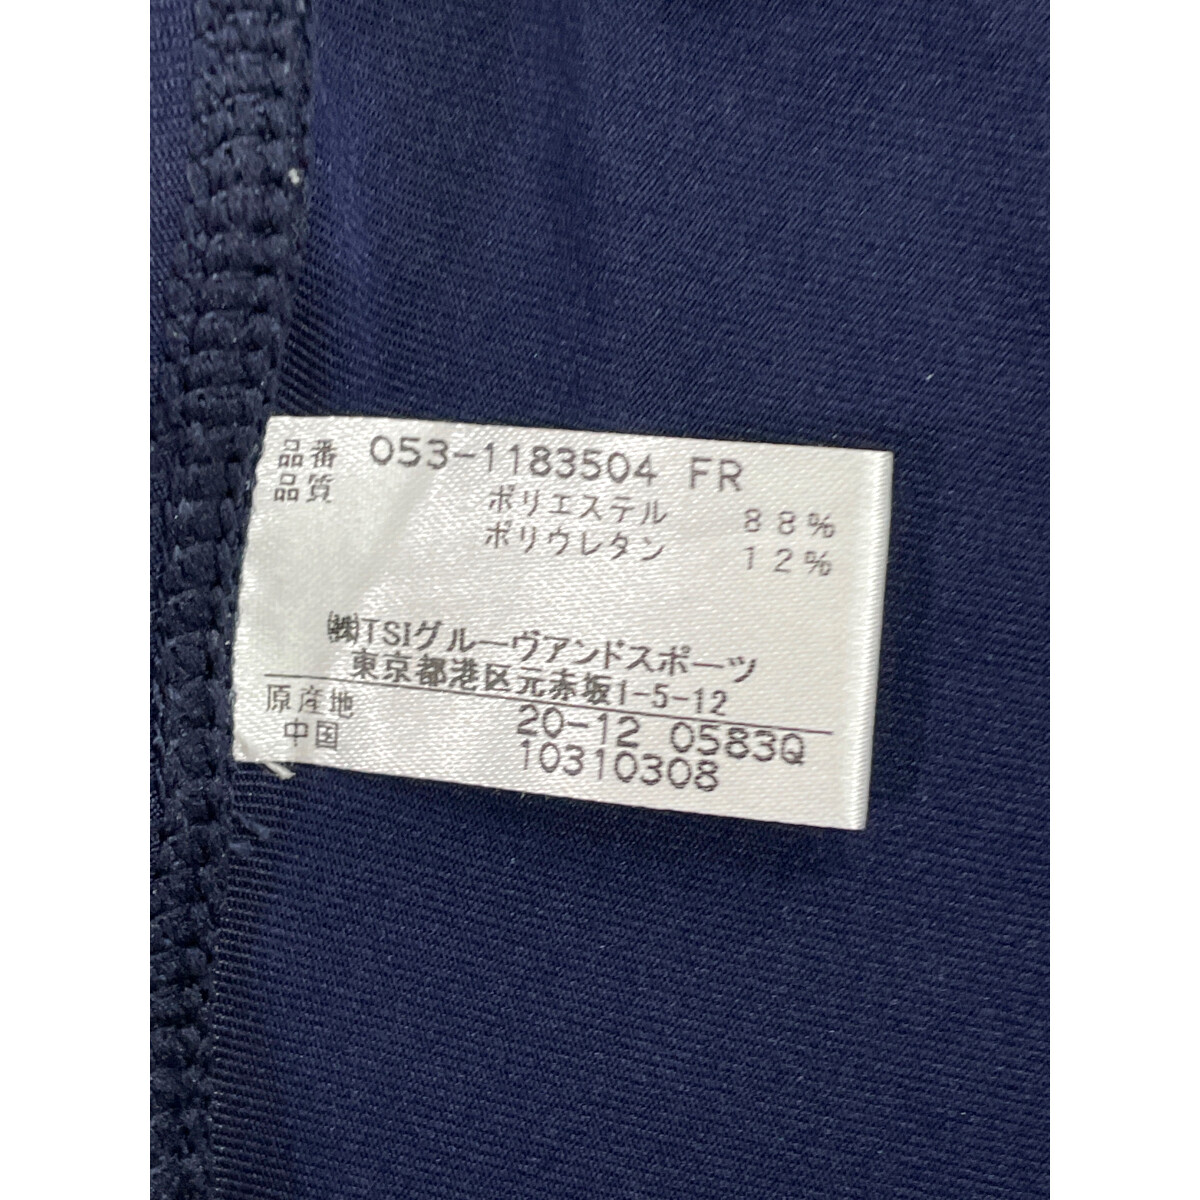 品番 053-1183504 FR
品質 ポリエステル 88%
ポリウレタン 12%
㈱TSIグルーヴアンドスポーツ
東京都港区元赤坂1-5-12
原産地 20-12 0583Q
中国 10310308